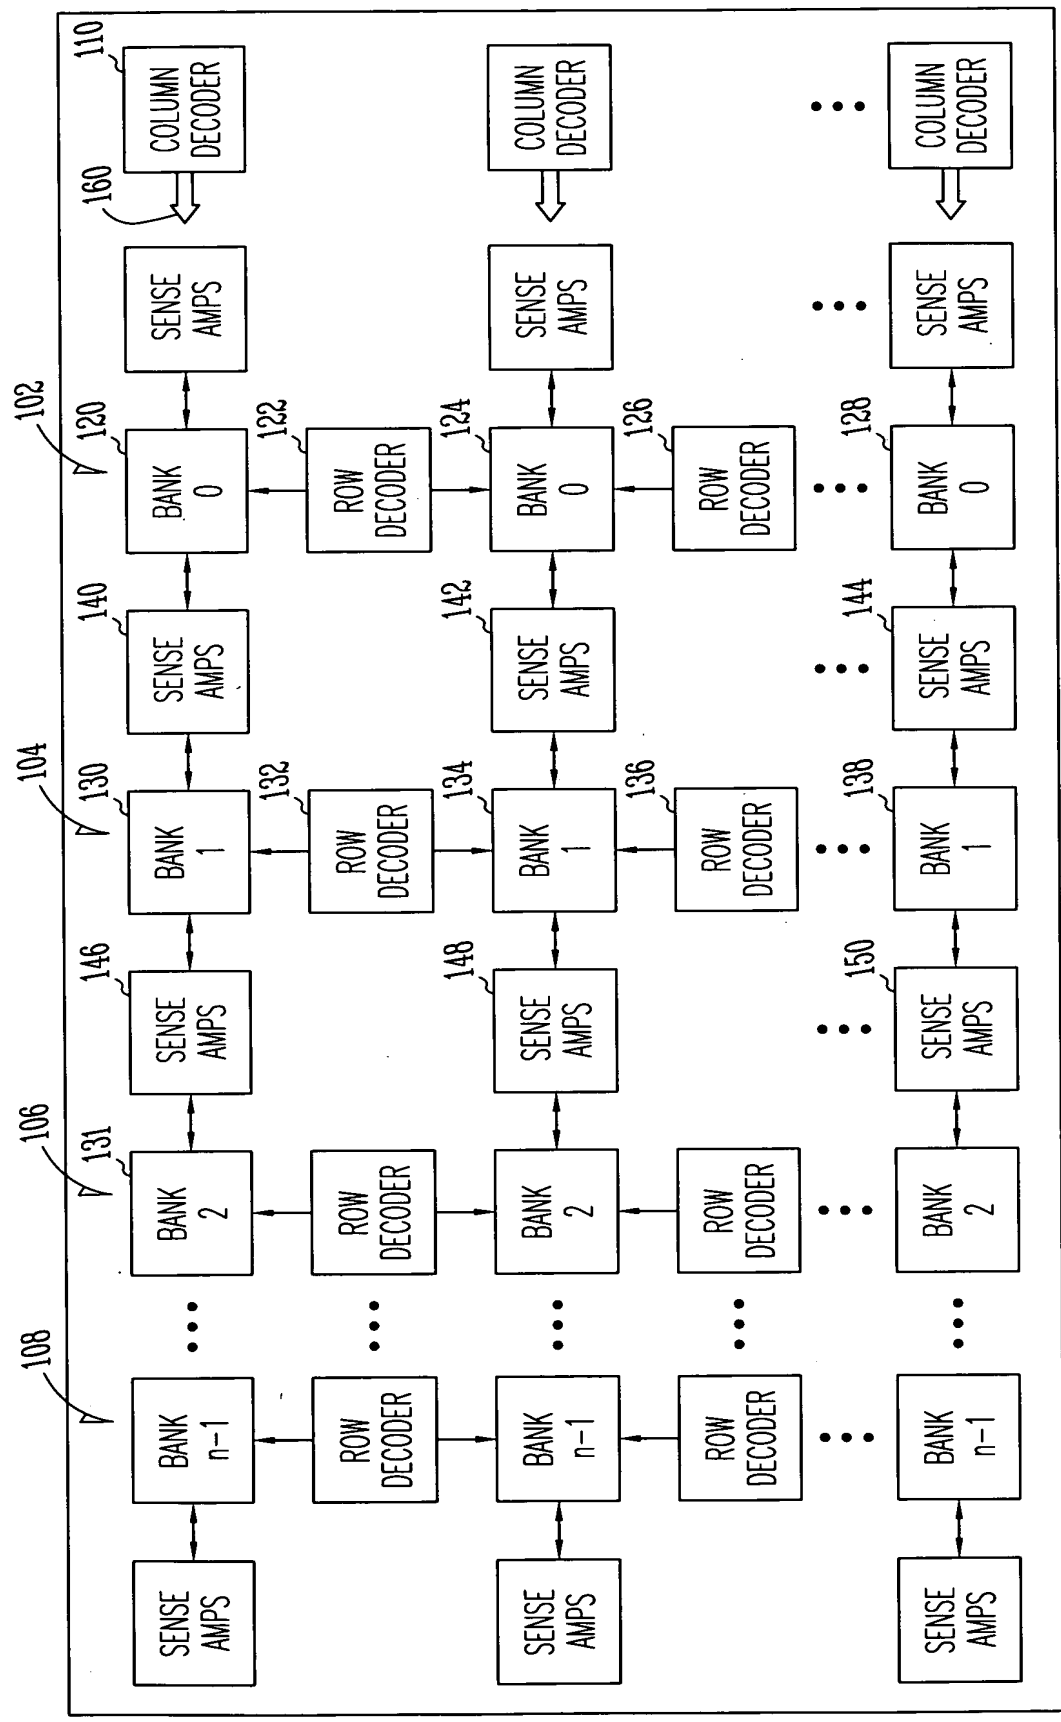 108
106
104
102
131
146
130
140
120
160
110
SENSE
AMPS
BANK
n-1
BANK
2
SENSE
AMPS
BANK
1
SENSE
AMPS
BANK
0
SENSE
AMPS
COLUMN
DECODER
132
122
ROW
DECODER
ROW
DECODER
ROW
DECODER
ROW
DECODER
148
134
142
124
SENSE
AMPS
BANK
n-1
BANK
2
SENSE
AMPS
BANK
1
SENSE
AMPS
BANK
0
SENSE
AMPS
COLUMN
DECODER
136
126
ROW
DECODER
ROW
DECODER
ROW
DECODER
ROW
DECODER
150
138
144
128
SENSE
AMPS
BANK
n-1
BANK
2
SENSE
AMPS
BANK
1
SENSE
AMPS
BANK
0
SENSE
AMPS
COLUMN
DECODER